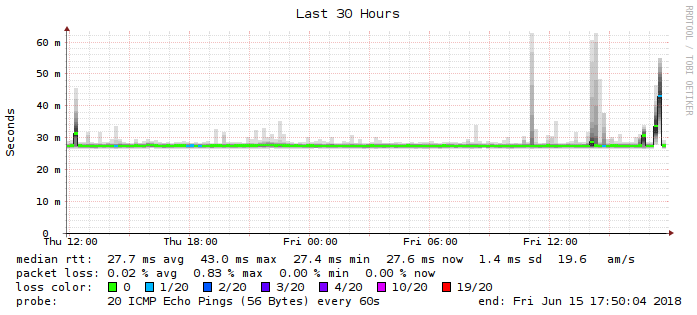 Last 30 Hours
RRDTOOL / TOBI OETIKER
Seconds
60 m
50 m
40 m
30 m
20 m
10 m
0
Thu 12:00 Thu 18:00 Fri 00:00 Fri 06:00 Fri 12:00
median rtt: 27.7 ms avg 43.0 ms max 27.4 ms min 27.6 ms now 1.4 ms sd 19.6 am/s
packet loss: 0.02 % avg 0.83 % max 0.00 % min 0.00 % now
loss color: 0 1/20 2/20 3/20 4/20 10/20 19/20
probe: 20 ICMP Echo Pings (56 Bytes) every 60s end: Fri Jun 15 17:50:04 2018